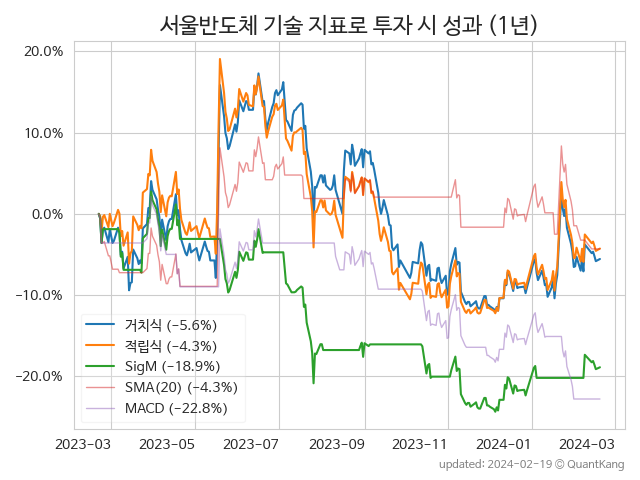 서울반도체 기술 지표로 투자 시 성과 (1년)
20.0%
10.0%
0.0%
−10.0%
−20.0%
거치식 (−5.6%)
적립식 (−4.3%)
SigM (−18.9%)
SMA(20) (−4.3%)
MACD (−22.8%)
2023-03 2023-05 2023-07 2023-09 2023-11 2024-01 2024-03
updated: 2024-02-19 © QuantKang